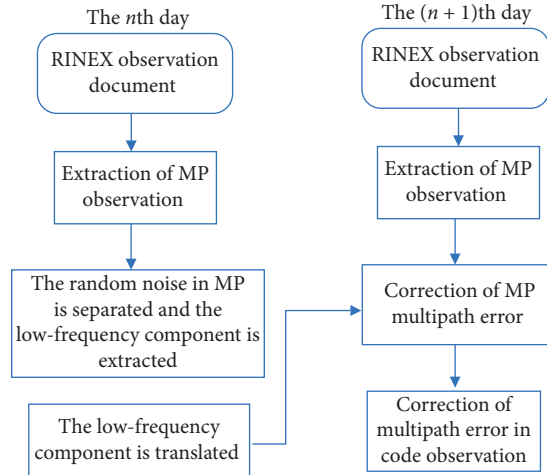 The nth day
RINEX observation
document
Extraction of MP
observation
The random noise in MP
is separated and the
low-frequency component is
extracted
The low-frequency
component is translated
The (n + 1)th day
RINEX observation
document
Extraction of MP
observation
Correction of MP
multipath error
Correction of
multipath error in
code observation